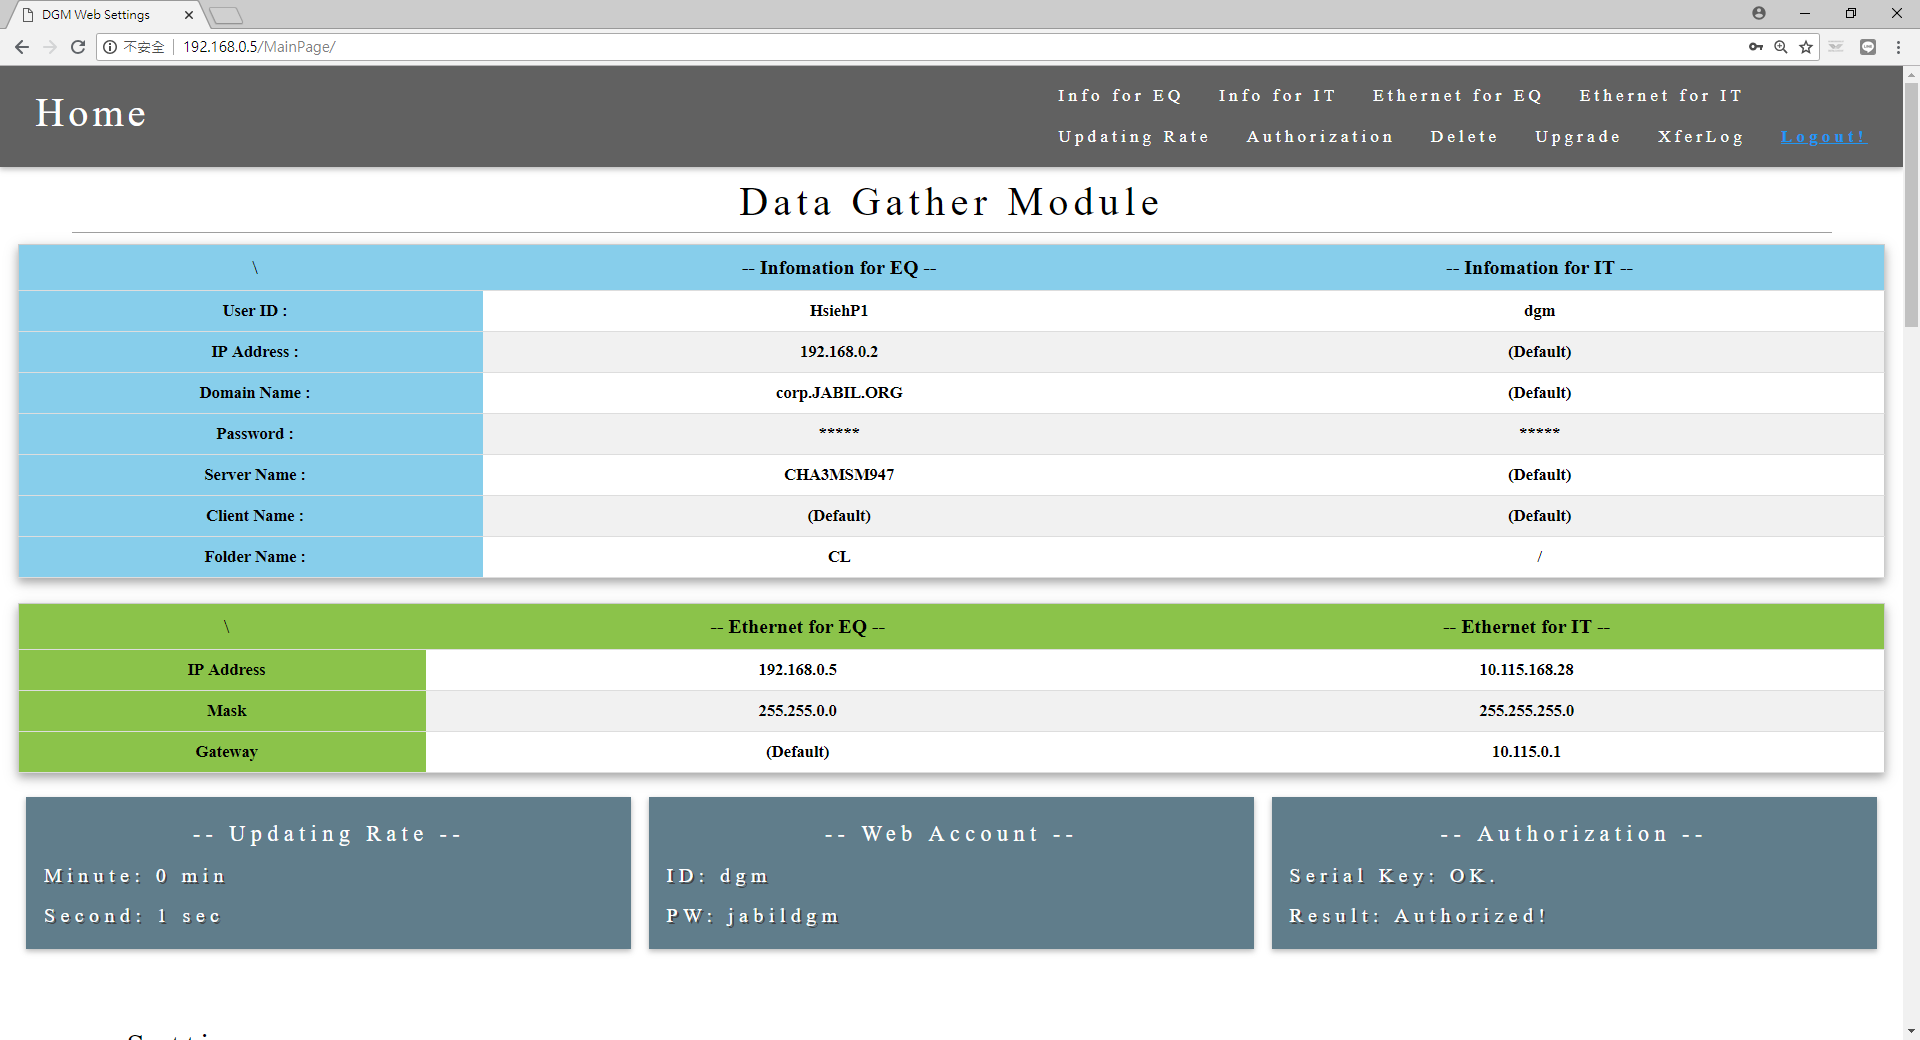 DGM Web Settings
不安全 192.168.0.5/MainPage/
Home
Info for EQ Info for IT Ethernet for EQ Ethernet for IT
Updating Rate Authorization Delete Upgrade XferLog Logout!
Data Gather Module
\ -- Infomation for EQ -- -- Infomation for IT --
User ID : HsiehP1 dgm
IP Address : 192.168.0.2 (Default)
Domain Name : corp.JABIL.ORG (Default)
Password : ***** *****
Server Name : CHA3MSM947 (Default)
Client Name : (Default) (Default)
Folder Name : CL /
\ -- Ethernet for EQ -- -- Ethernet for IT --
IP Address 192.168.0.5 10.115.168.28
Mask 255.255.0.0 255.255.255.0
Gateway (Default) 10.115.0.1
-- Updating Rate --
Minute: 0 min
Second: 1 sec
-- Web Account --
ID: dgm
PW: jabildgm
-- Authorization --
Serial Key: OK.
Result: Authorized!